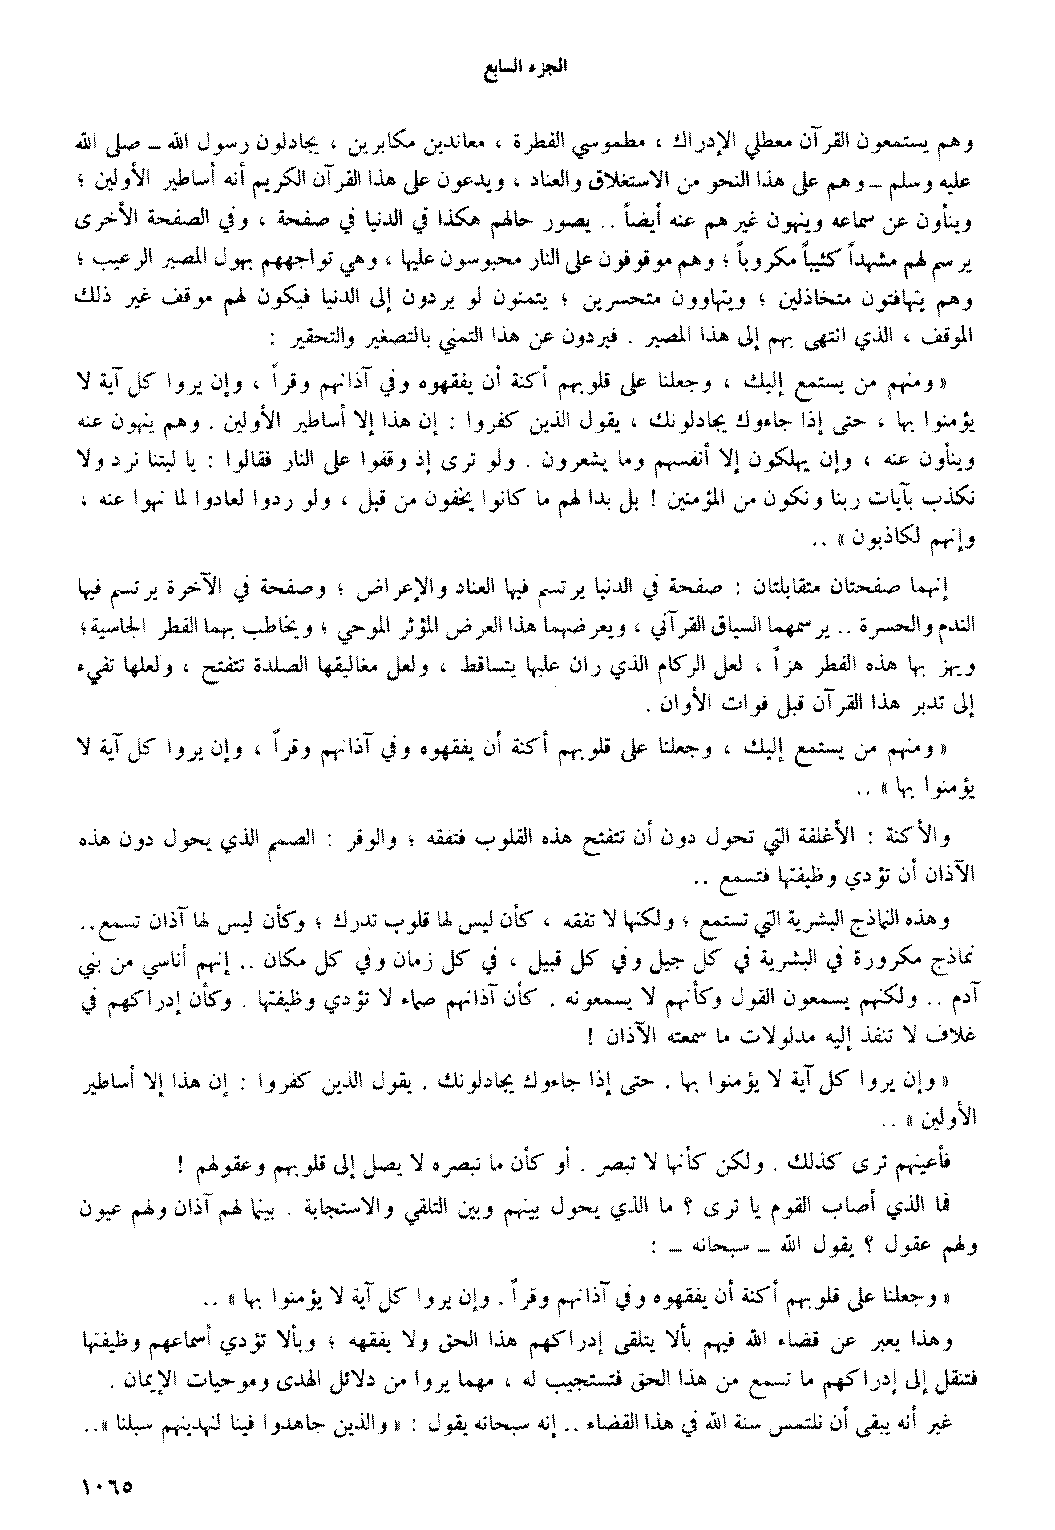 الجزء السابع
وهم يستمعون القرآن معطلي الإدراك ، مطموسي الفطرة ، معاندين مكابرين ، يجادلون رسول الله ــ صلى الله
عليه وسلم ــ وهم على هذا النحو من الاستغلاق والعناد ، ويدعون على هذا القرآن الكريم أنه أساطير الأولين ؛
وينأون عن سماعه وينهون غيرهم عنه أيضاً .. يصور حالهم هكذا في الدنيا في صفحة ، وفي الصفحة الأخرى
يرسم لهم مشهداً كئيباً مكروباً ؛ وهم موقوفون على النار محبوسون عليها ، وهي تواجههم بهول المصير الرعيب ؛
وهم يتهافتون متخاذلين ؛ ويتهاوون متحسرين ؛ يتمنون لو يردون إلى الدنيا فيكون لهم موقف غير ذلك
الموقف ، الذي انتهى بهم إلى هذا المصير . فيردون عن هذا التمني بالتصغير والتحقير :
« ومنهم من يستمع إليك ، وجعلنا على قلوبهم أكنة أن يفقهوه وفي آذانهم وقراً ، وإن يروا كل آية لا
يؤمنوا بها ، حتى إذا جاءوك يجادلونك ، يقول الذين كفروا : إن هذا إلا أساطير الأولين . وهم ينهون عنه
وينأون عنه ، وإن يهلكون إلا أنفسهم وما يشعرون . ولو ترى إذ وقفوا على النار فقالوا : يا ليتنا نرد ولا
نكذب بآيات ربنا ونكون من المؤمنين ! بل بدا لهم ما كانوا يخفون من قبل ، ولو ردوا لعادوا لما نهوا عنه ،
وإنهم لكاذبون » ..
إنهما صفحتان متقابلتان : صفحة في الدنيا يرتسم فيها العناد والإعراض ؛ وصفحة في الآخرة يرتسم فيها
الندم والحسرة .. يرسمهما السياق القرآني ، ويعرضهما هذا العرض المؤثر الموحي ؛ ويخاطب بهما الفطر الجاسية ؛
ويهز بها هذه الفطر هزاً ، لعل الركام الذي ران عليها يتساقط ، ولعل مغاليقها الصلدة تتفتح ، ولعلها تفيء
إلى تدبر هذا القرآن قبل فوات الأوان .
« ومنهم من يستمع إليك ، وجعلنا على قلوبهم أكنة أن يفقهوه وفي آذانهم وقراً ، وإن يروا كل آية لا
يؤمنوا بها » ..
والأكنة : الأغلفة التي تحول دون أن تتفتح هذه القلوب فتفقه ؛ والوقر : الصمم الذي يحول دون هذه
الآذان أن تؤدي وظيفتها فتسمع ..
وهذه النماذج البشرية التي تستمع ؛ ولكنها لا تفقه ، كأن ليس لها قلوب تدرك ؛ وكأن ليس لها آذان تسمع..
نماذج مكرورة في البشرية في كل جيل وفي كل قبيل ، في كل زمان وفي كل مكان .. إنهم أناسي من بني
آدم .. ولكنهم يسمعون القول وكأنهم لا يسمعونه . كأن آذانهم صماء لا تؤدي وظيفتها . وكأن إدراكهم في
غلاف لا تنفذ إليه مدلولات ما سمعته الآذان !
« وإن يروا كل آية لا يؤمنوا بها . حتى إذا جاءوك يجادلونك . يقول الذين كفروا : إن هذا إلا أساطير
الأولين » ..
فأعينهم ترى كذلك . ولكن كأنها لا تبصر . أو كأن ما تبصره لا يصل إلى قلوبهم وعقولهم !
فما الذي أصاب القوم يا ترى ؟ ما الذي يحول بينهم وبين التلقي والاستجابة . بينما لهم آذان ولهم عيون
ولهم عقول ؟ يقول الله ــ سبحانه ــ :
« وجعلنا على قلوبهم أكنة أن يفقهوه وفي آذانهم وقراً . وإن يروا كل آية لا يؤمنوا بها » ..
وهذا يعبر عن قضاء الله فيهم بألا يتلقى إدراكهم هذا الحق ولا يفقهه ؛ وبألا تؤدي أسماعهم وظيفتها
فتنقل إلى إدراكهم ما تسمع من هذا الحق فتستجيب له ، مهما يروا من دلائل الهدى وموحيات الإيمان .
غير أنه يبقى أن نلتمس سنة الله في هذا القضاء .. إنه سبحانه يقول : « والذين جاهدوا فينا لنهدينهم سبلنا »..
١٠٦٥